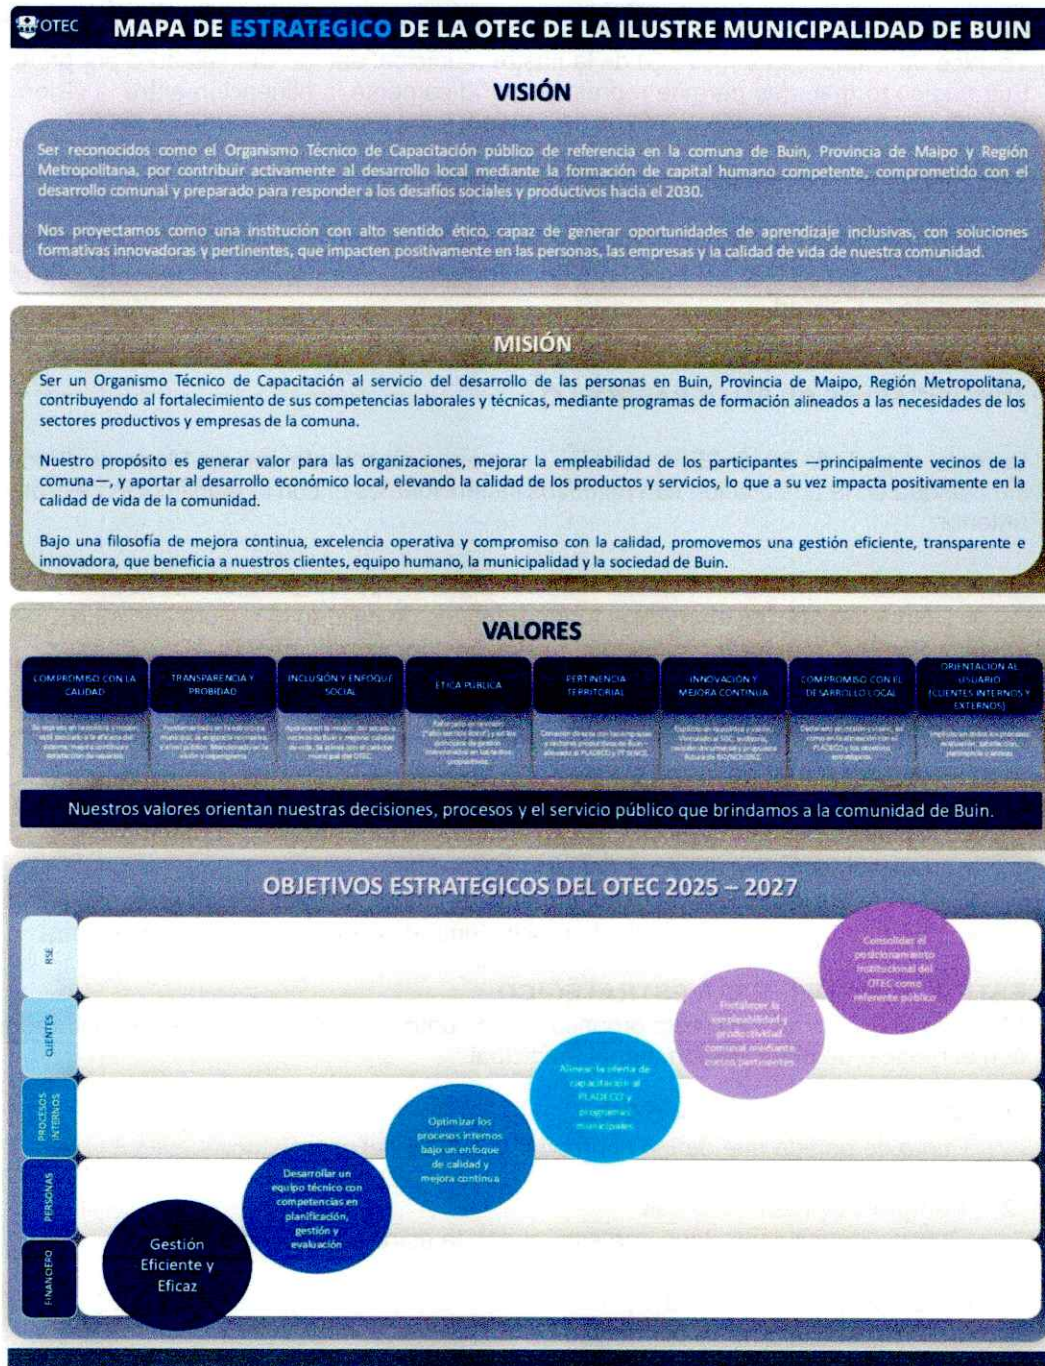 OTEC
MAPA DE ESTRATEGICO DE LA OTEC DE LA ILUSTRE MUNICIPALIDAD DE BUIN
VISIÓN
Ser reconocidos como el Organismo Técnico de Capacitación público de referencia en la comuna de Buin, Provincia de Maipo y Región
Metropolitana, por contribuir activamente al desarrollo local mediante la formación de capital humano competente, comprometido con el
desarrollo comunal y preparado para responder a los desafíos sociales y productivos hacia el 2030.
Nos proyectamos como una institución con alto sentido ético, capaz de generar oportunidades de aprendizaje inclusivas, con soluciones
formativas innovadoras y pertinentes, que impacten positivamente en las personas, las empresas y la calidad de vida de nuestra comunidad.
MISIÓN
Ser un Organismo Técnico de Capacitación al servicio del desarrollo de las personas en Buin, Provincia de Maipo, Región Metropolitana,
contribuyendo al fortalecimiento de sus competencias laborales y técnicas, mediante programas de formación alineados a las necesidades de los
sectores productivos y empresas de la comuna.
Nuestro propósito es generar valor para las organizaciones, mejorar la empleabilidad de los participantes —principalmente vecinos de la
comuna—, y aportar al desarrollo económico local, elevando la calidad de los productos y servicios, lo que a su vez impacta positivamente en la
calidad de vida de la comunidad.
Bajo una filosofía de mejora continua, excelencia operativa y compromiso con la calidad, promovemos una gestión eficiente, transparente e
innovadora, que beneficia a nuestros clientes, equipo humano, la municipalidad y la sociedad de Buin.
VALORES
COMPROMISO CON LA
CALIDAD
TRANSPARENCIA Y
PROBIDAD
INCLUSIÓN Y ENFOQUE
SOCIAL
ETICA PÚBLICA
PERTINENCIA
TERRITORIAL
INNOVACIÓN Y
MEJORA CONTINUA
COMPROMISO CON EL
DESARROLLO LOCAL
ORIENTACION AL
USUARIO
(CLIENTES INTERNOS Y
EXTERNOS)
Nuestros valores orientan nuestras decisiones, procesos y el servicio público que brindamos a la comunidad de Buin.
OBJETIVOS ESTRATEGICOS DEL OTEC 2025 – 2027
RSE
Consolidar el
posicionamiento
institucional del
OTEC como
referente público
CLIENTES
Fortalecer la
empleabilidad y
productividad
comunal mediante
cursos pertinentes
PROCESOS
INTERNOS
Alinear la oferta de
capacitación al
PLADECO y
programas
municipales
Optimizar los
procesos internos
bajo un enfoque
de calidad y
mejora continua
PERSONAS
Desarrollar un
equipo técnico con
competencias en
planificación,
gestión y
evaluación
FINANCIERO
Gestión
Eficiente y
Eficaz